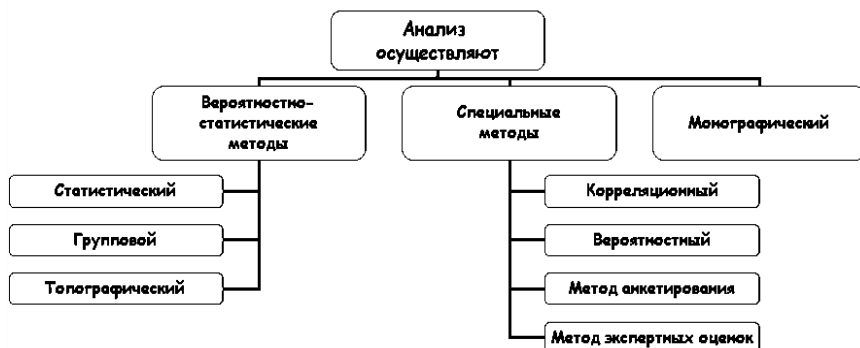 Анализ
осуществляют
Вероятностно-
статистические
методы
Специальные
методы
Монографический
Статистический
Групповой
Топографический
Корреляционный
Вероятностный
Метод анкетирования
Метод экспертных оценок